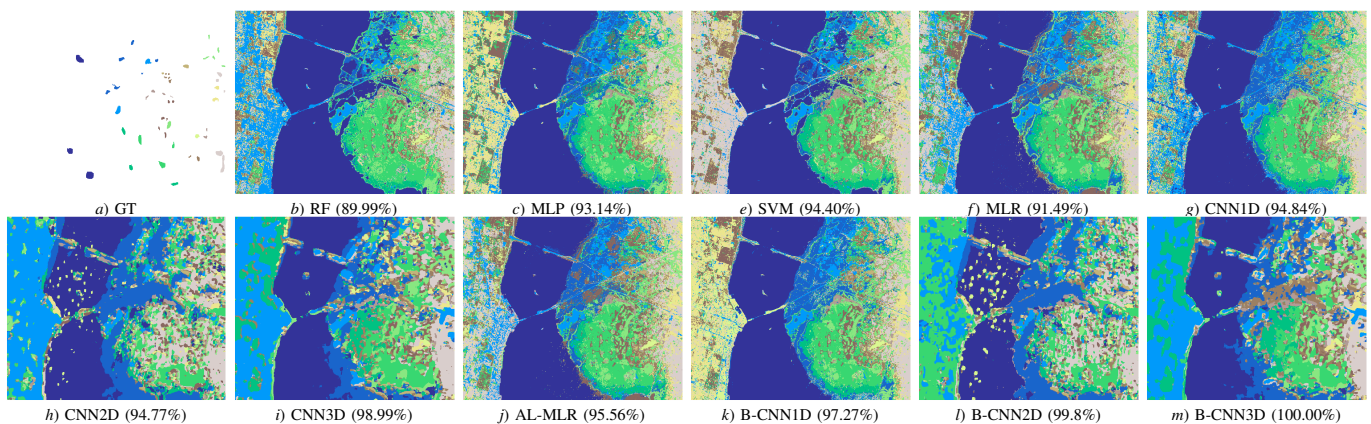 a) GT b) RF (89.99%) c) MLP (93.14%) e) SVM (94.40%) f) MLR (91.49%) g) CNN1D (94.84%)
h) CNN2D (94.77%) i) CNN3D (98.99%) j) AL-MLR (95.56%) k) B-CNN1D (97.27%) l) B-CNN2D (99.8%) m) B-CNN3D (100.00%)